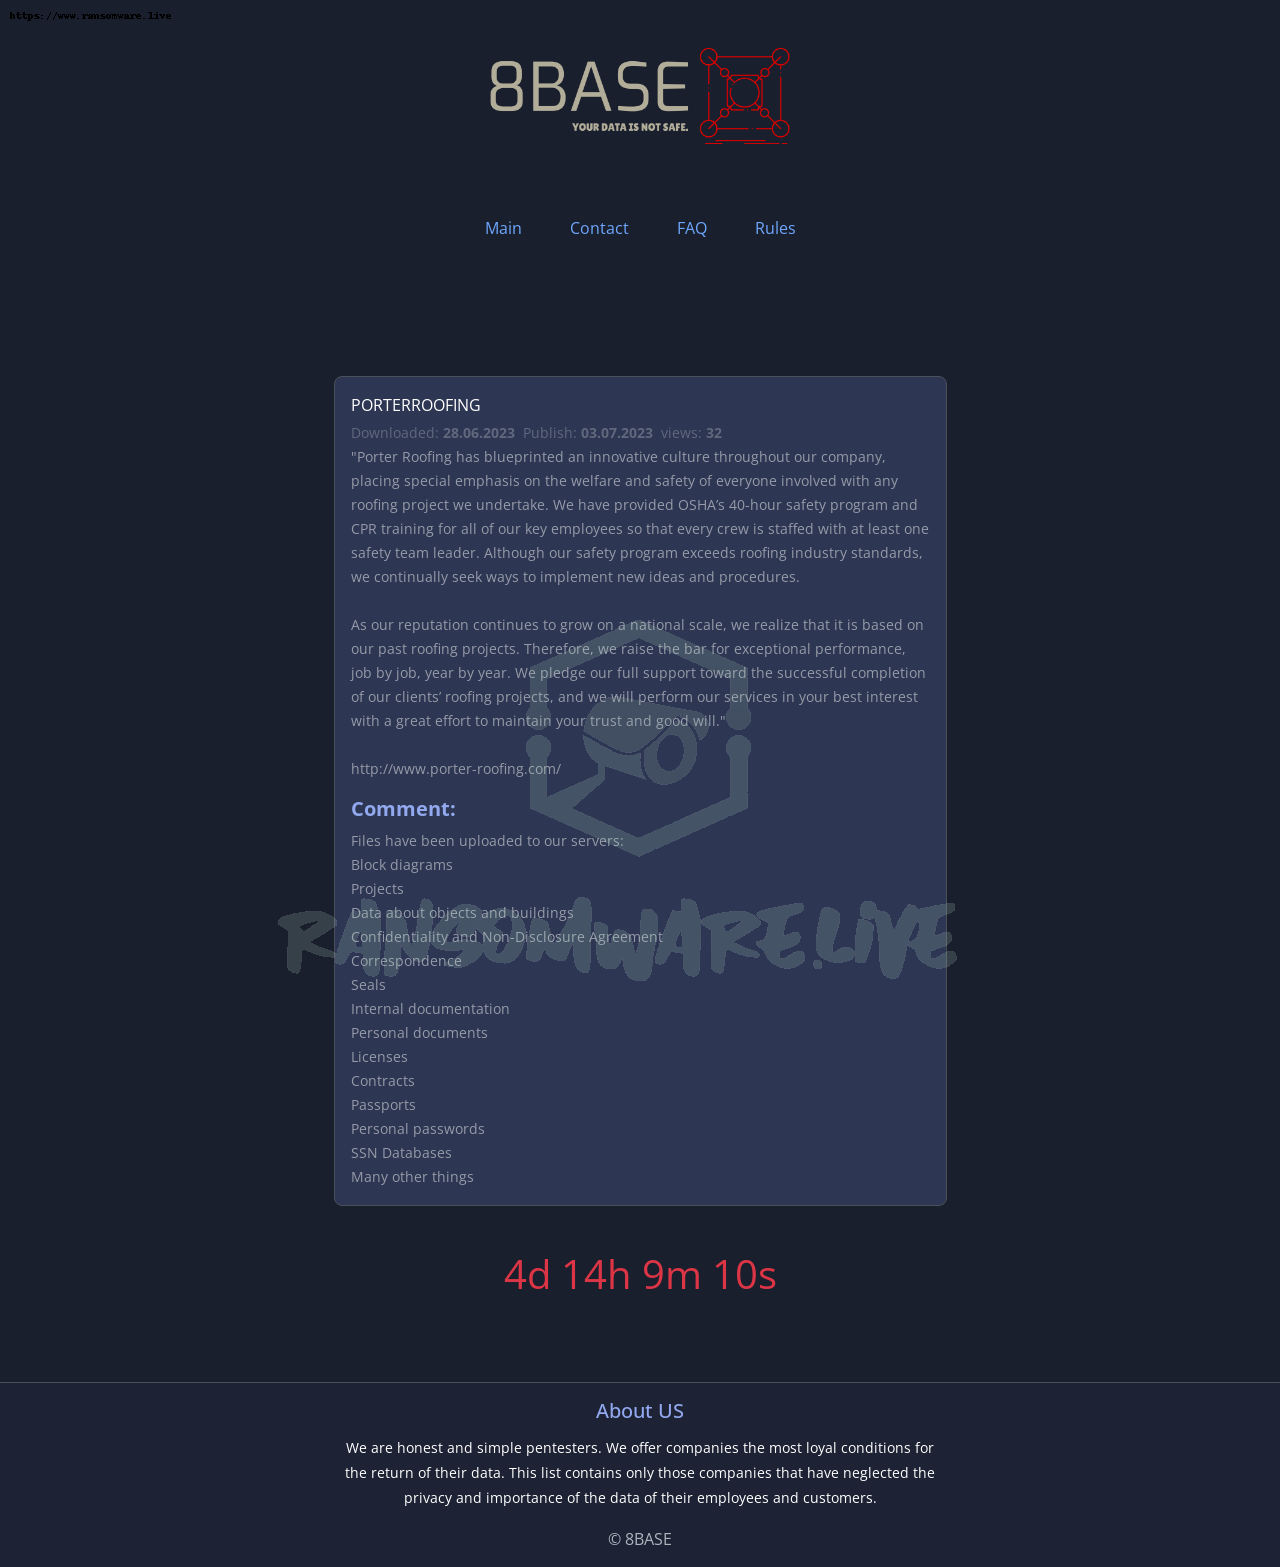 https://www.ransomware.live
8BASE
YOUR DATA IS NOT SAFE.
Main Contact FAQ Rules
PORTERROOFING
Downloaded: 28.06.2023 Publish: 03.07.2023 views: 32
"Porter Roofing has blueprinted an innovative culture throughout our company,
placing special emphasis on the welfare and safety of everyone involved with any
roofing project we undertake. We have provided OSHA’s 40-hour safety program and
CPR training for all of our key employees so that every crew is staffed with at least one
safety team leader. Although our safety program exceeds roofing industry standards,
we continually seek ways to implement new ideas and procedures.
As our reputation continues to grow on a national scale, we realize that it is based on
our past roofing projects. Therefore, we raise the bar for exceptional performance,
job by job, year by year. We pledge our full support toward the successful completion
of our clients’ roofing projects, and we will perform our services in your best interest
with a great effort to maintain your trust and good will."
http://www.porter-roofing.com/
Comment:
Files have been uploaded to our servers:
Block diagrams
Projects
Data about objects and buildings
Confidentiality and Non-Disclosure Agreement
RANSOMWARE.LIVE
Correspondence
Seals
Internal documentation
Personal documents
Licenses
Contracts
Passports
Personal passwords
SSN Databases
Many other things
4d 14h 9m 10s
About US
We are honest and simple pentesters. We offer companies the most loyal conditions for
the return of their data. This list contains only those companies that have neglected the
privacy and importance of the data of their employees and customers.
© 8BASE